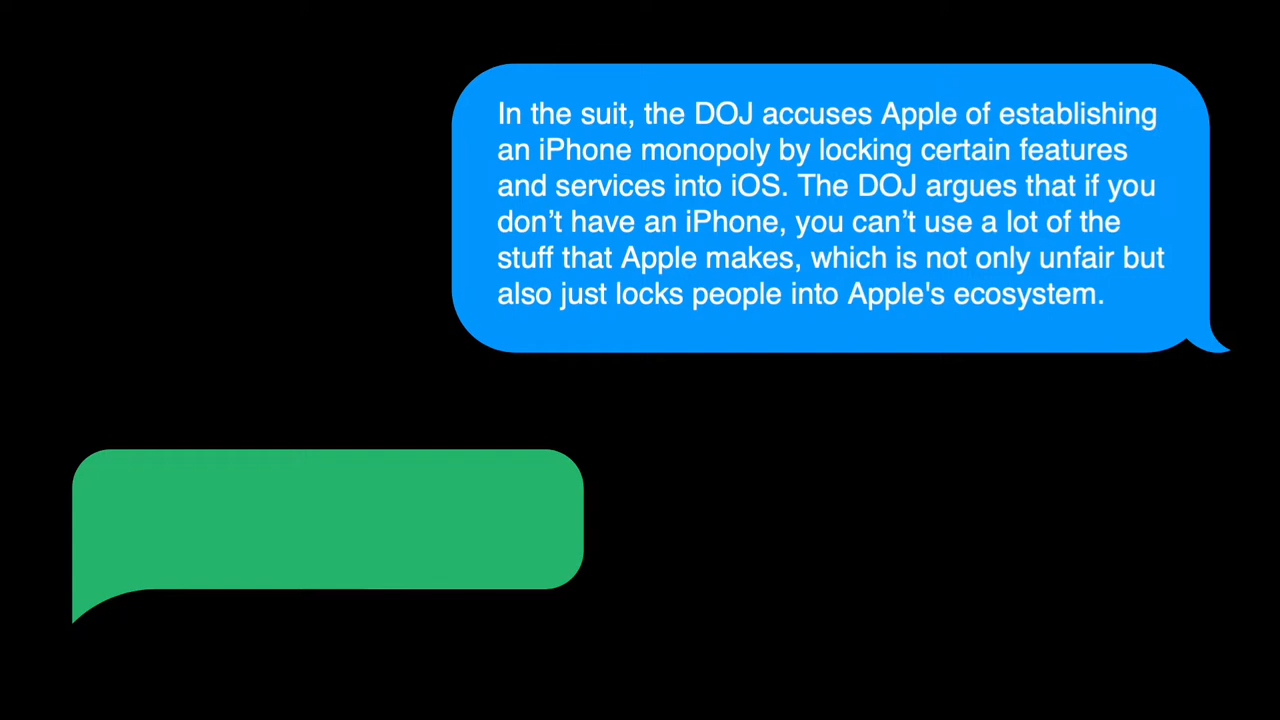 In the suit, the DOJ accuses Apple of establishing
an iPhone monopoly by locking certain features
and services into iOS. The DOJ argues that if you
don’t have an iPhone, you can’t use a lot of the
stuff that Apple makes, which is not only unfair but
also just locks people into Apple's ecosystem.